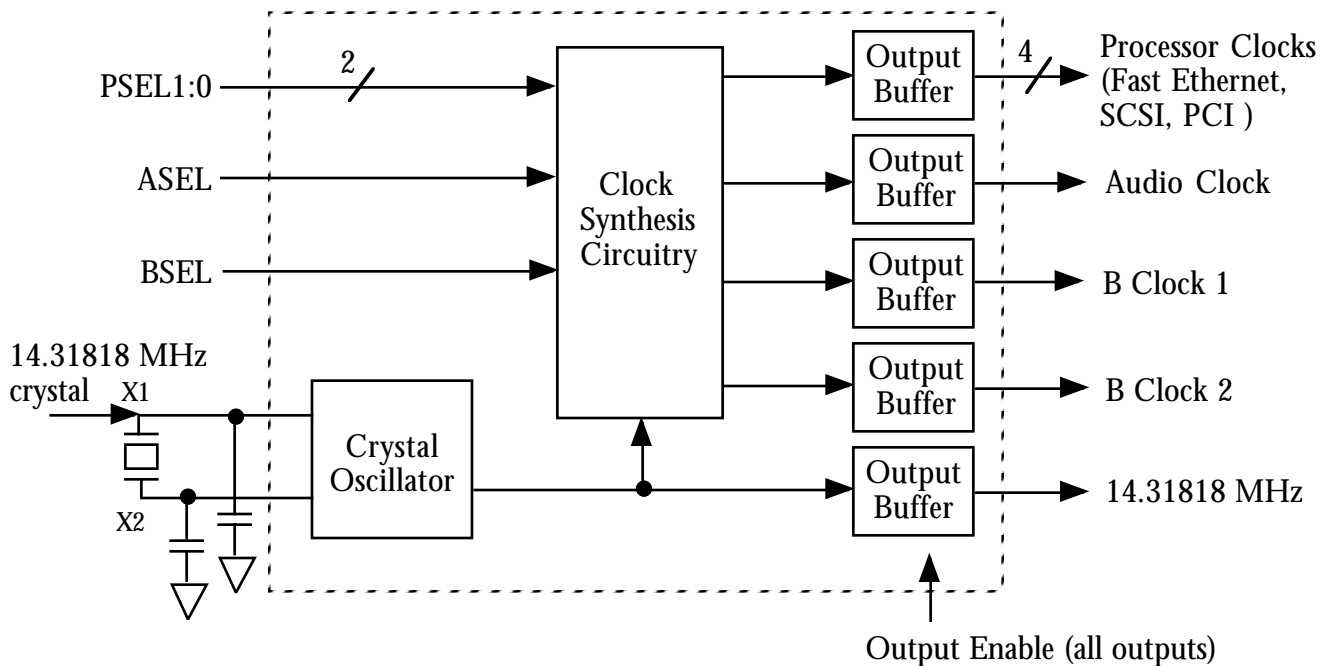 PSEL1:0
2
ASEL
BSEL
14.31818 MHz
crystal
X1
X2
Crystal
Oscillator
Clock
Synthesis
Circuitry
Output
Buffer
4
Processor Clocks
(Fast Ethernet,
SCSI, PCI )
Output
Buffer
Audio Clock
Output
Buffer
B Clock 1
Output
Buffer
B Clock 2
Output
Buffer
14.31818 MHz
Output Enable (all outputs)